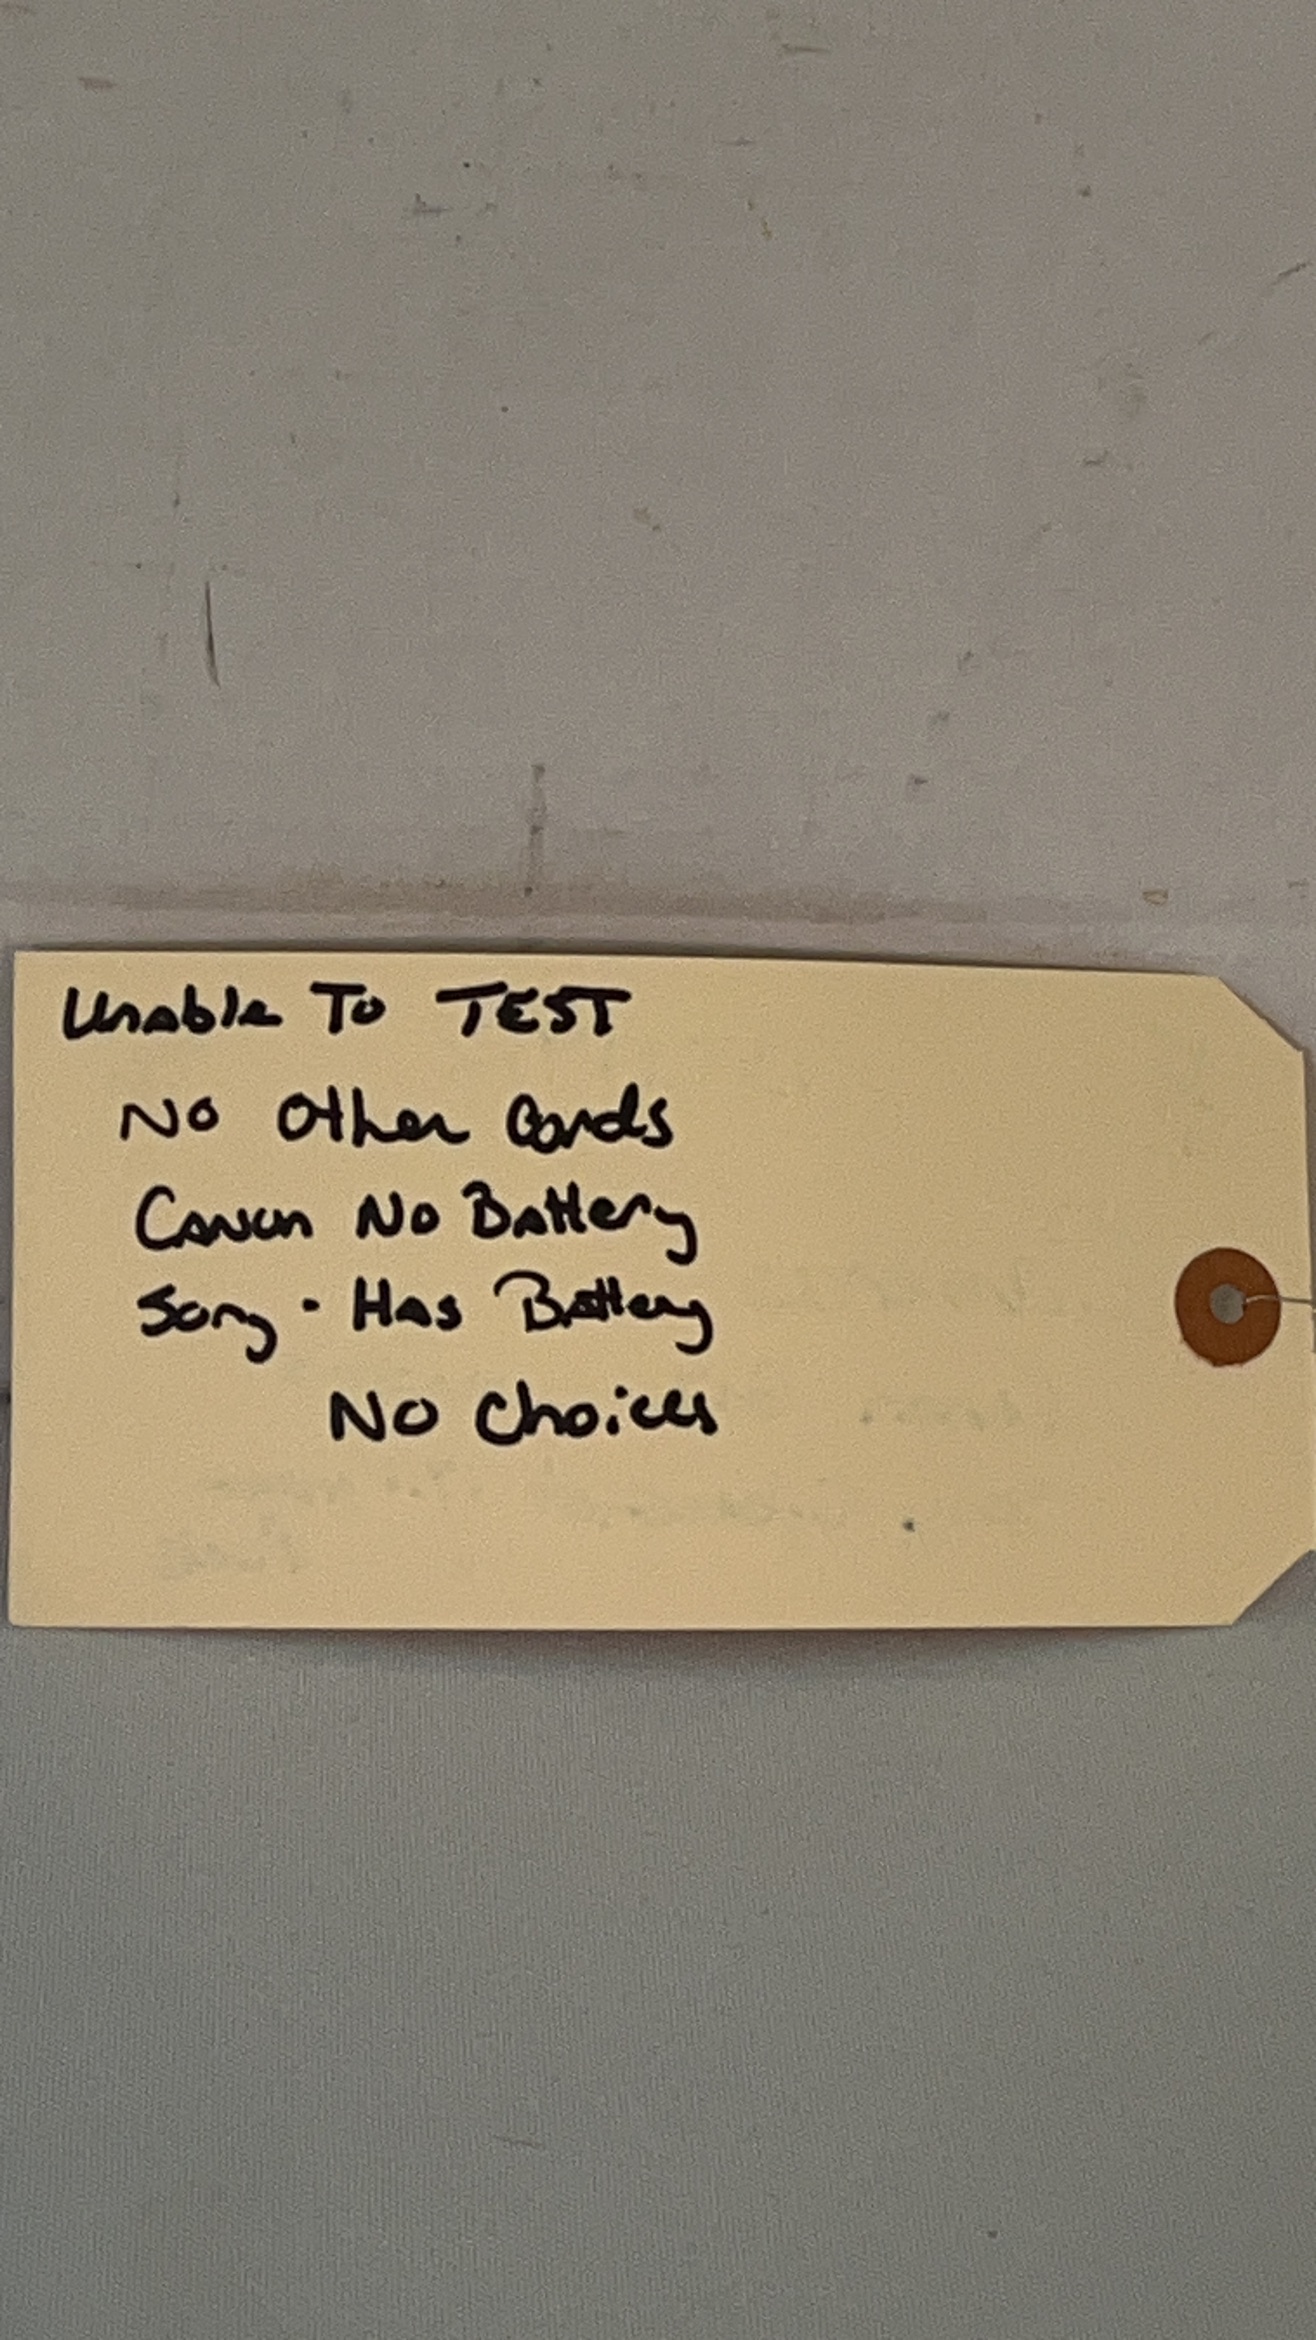 Unable To TEST
No Other Cords
Canon No Battery
Sony - Has Battery
No Choices